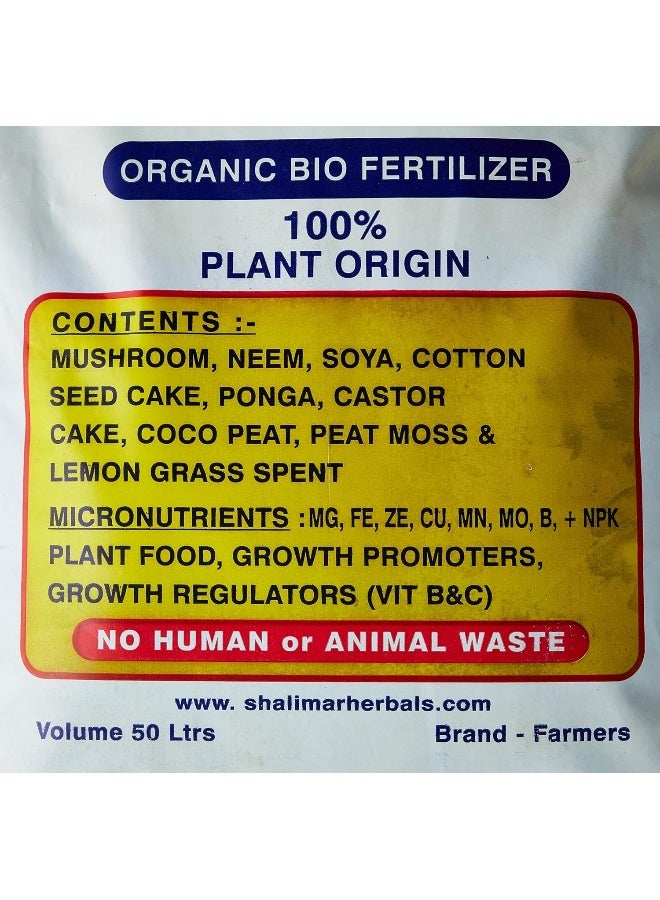 ORGANIC BIO FERTILIZER
100%
PLANT ORIGIN
CONTENTS :-
MUSHROOM, NEEM, SOYA, COTTON
SEED CAKE, PONGA, CASTOR
CAKE, COCO PEAT, PEAT MOSS &
LEMON GRASS SPENT
MICRONUTRIENTS : MG, FE, ZE, CU, MN, MO, B, + NPK
PLANT FOOD, GROWTH PROMOTERS,
GROWTH REGULATORS (VIT B&C)
NO HUMAN or ANIMAL WASTE
www. shalimarherbals.com
Volume 50 Ltrs Brand - Farmers